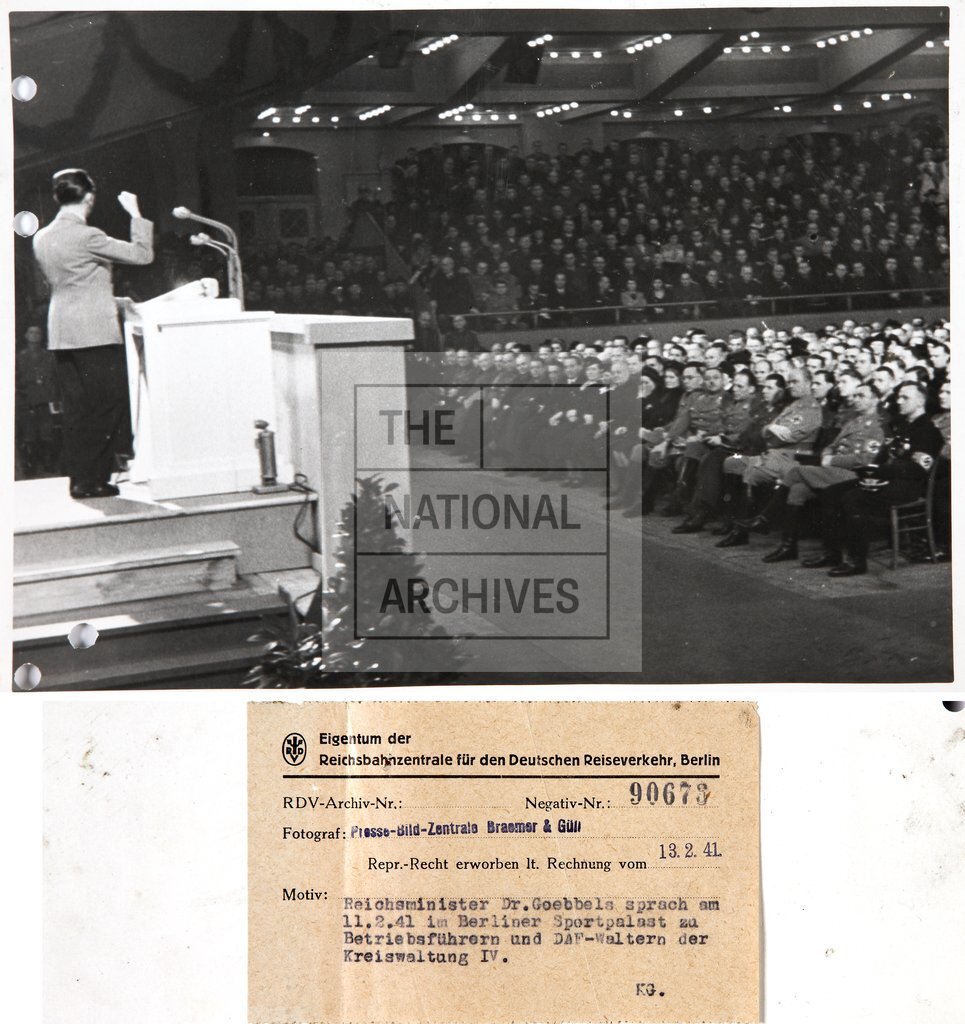 THE
NATIONAL
ARCHIVES
Eigentum der
Reichsbahnzentrale für den Deutschen Reiseverkehr, Berlin
RDV-Archiv-Nr.: Negativ-Nr.: 90673
Fotograf: Presse-Bild-Zentrale Braemer & Güll
Repr.-Recht erworben lt. Rechnung vom 13.2.41.
Motiv:
Reichsminister Dr.Goebbels sprach am
11.2.41 im Berliner Sportpalast zu
Betriebsführern und DAF-Waltern der
Kreiswaltung IV.
KG.